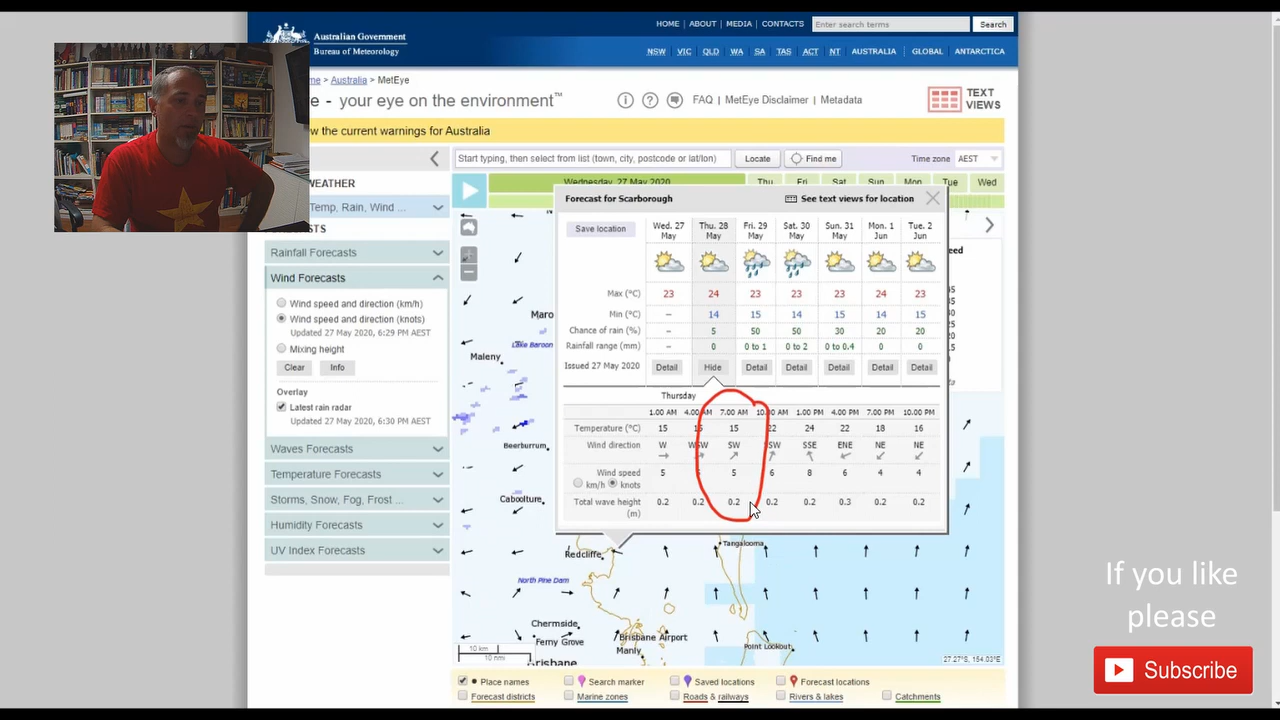 Australian Government
Bureau of Meteorology
HOME ABOUT MEDIA CONTACTS
Enter search terms
Search
NSW VIC QLD WA SA TAS ACT NT AUSTRALIA GLOBAL ANTARCTICA
> Australia > MetEye
- your eye on the environment™
FAQ | MetEye Disclaimer | Metadata
TEXT
VIEWS
the current warnings for Australia
Start typing, then select from list (town, city, postcode or lat/lon)
Locate
Find me
Time zone AEST
Wednesday, 27 May 2020 Thu Fri Sat Sun Mon Tue Wed
WEATHER
Temp, Rain, Wind ...
Rainfall Forecasts
Wind Forecasts
Wind speed and direction (km/h)
Wind speed and direction (knots)
Updated 27 May 2020, 6:29 PM AEST
Mixing height
Clear Info
Overlay
Latest rain radar
Updated 27 May 2020, 6:30 PM AEST
Waves Forecasts
Temperature Forecasts
Storms, Snow, Fog, Frost ...
Humidity Forecasts
UV Index Forecasts
Forecast for Scarborough
See text views for location
Save location
Wed. 27 May Thu. 28 May Fri. 29 May Sat. 30 May Sun. 31 May Mon. 1 Jun Tue. 2 Jun
Max (°C) 23 24 23 23 23 24 23
Min (°C) – 14 15 14 15 14 15
Chance of rain (%) – 5 50 50 30 20 20
Rainfall range (mm) – 0 0 to 1 0 to 2 0 to 0.4 0 0
Issued 27 May 2020 Detail Hide Detail Detail Detail Detail Detail
Thursday
1.00 AM 4.00 AM 7.00 AM 10.00 AM 1.00 PM 4.00 PM 7.00 PM 10.00 PM
Temperature (°C) 15 15 15 22 24 22 18 16
Wind direction W WSW SW SSW SSE ENE NE NE
Wind speed 5 5 6 8 6 4 4
km/h knots
Total wave height (m) 0.2 0.2 0.2 0.2 0.2 0.3 0.2 0.2
Maroo
Lake Baroon
Maleny
Beerburrum
Caboolture
Redcliffe
Tangalooma
North Pine Dam
Chermside
Ferny Grove
Brisbane Airport
Manly
Point Lookout
Brisbane
10 km
10 nmi
27 27°S, 154.03°E
Place names Search marker Saved locations Forecast locations
Forecast districts Marine zones Roads & railways Rivers & lakes Catchments
If you like
please
Subscribe